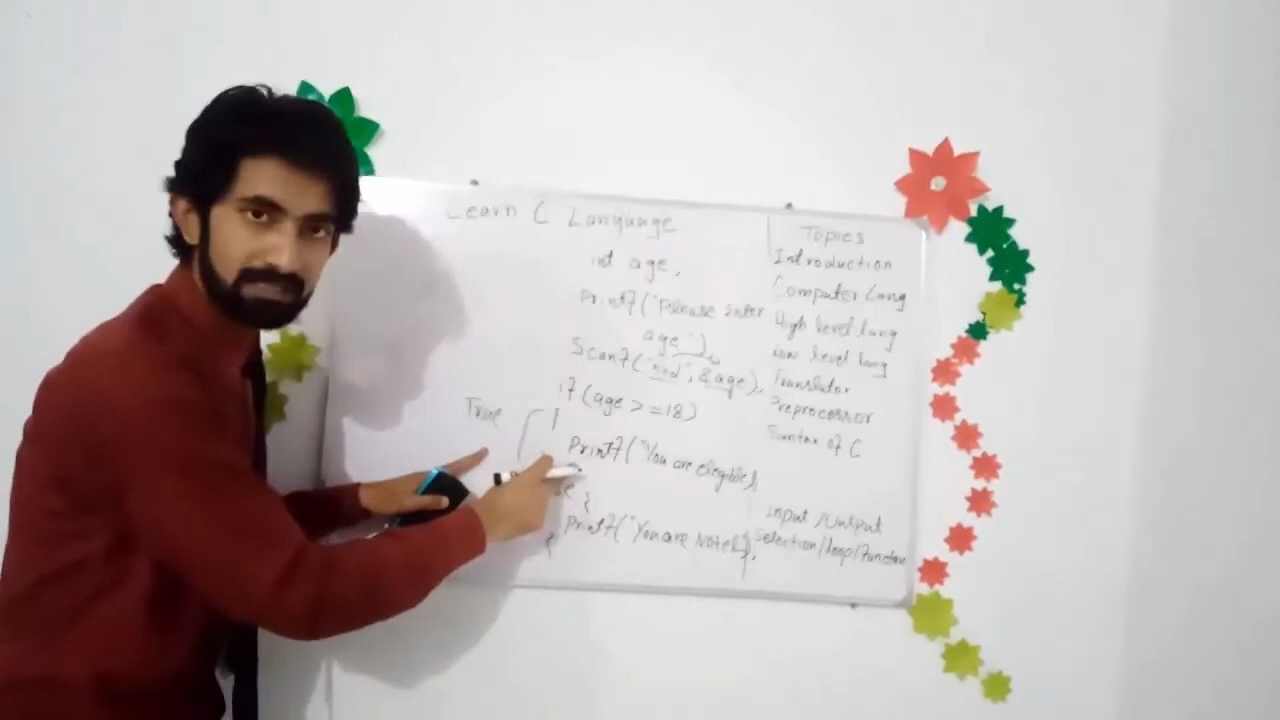 Learn C Language
int age,
Printf("Please enter
age")
Scanf(" ", &age),
if (age >=18)
{
True
Printf("You are elegible
{
Printf("You are Not
}
Topics
Introduction
Computer Lang
High level lang
low level lang
Translator
Preprocessor
Syntax of C
Input /Output
Selection/loop/Function